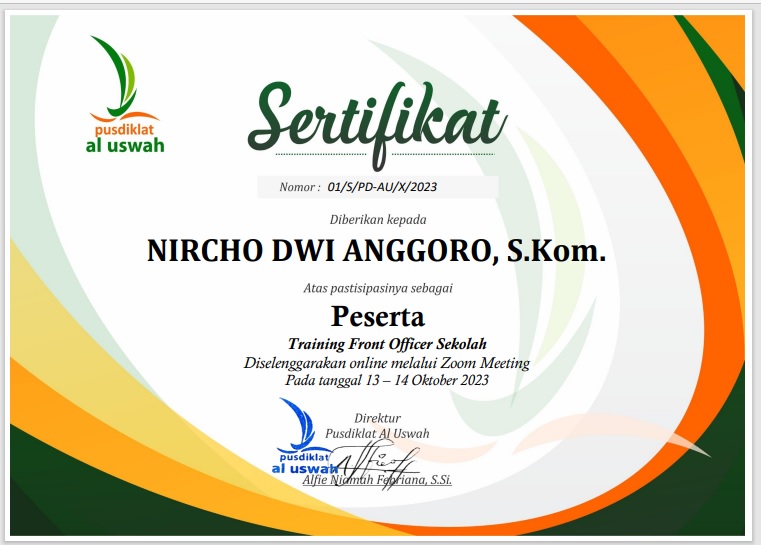 pusdiklat
al uswah
Sertifikat
Nomor : 01/S/PD-AU/X/2023
Diberikan kepada
NIRCHO DWI ANGGORO, S.Kom.
Atas pastisipasinya sebagai
Peserta
Training Front Officer Sekolah
Diselenggarakan online melalui Zoom Meeting
Pada tanggal 13 – 14 Oktober 2023
Direktur
Pusdiklat Al Uswah
pusdiklat
al uswah
Alfie Niamah Febriana, S.Si.